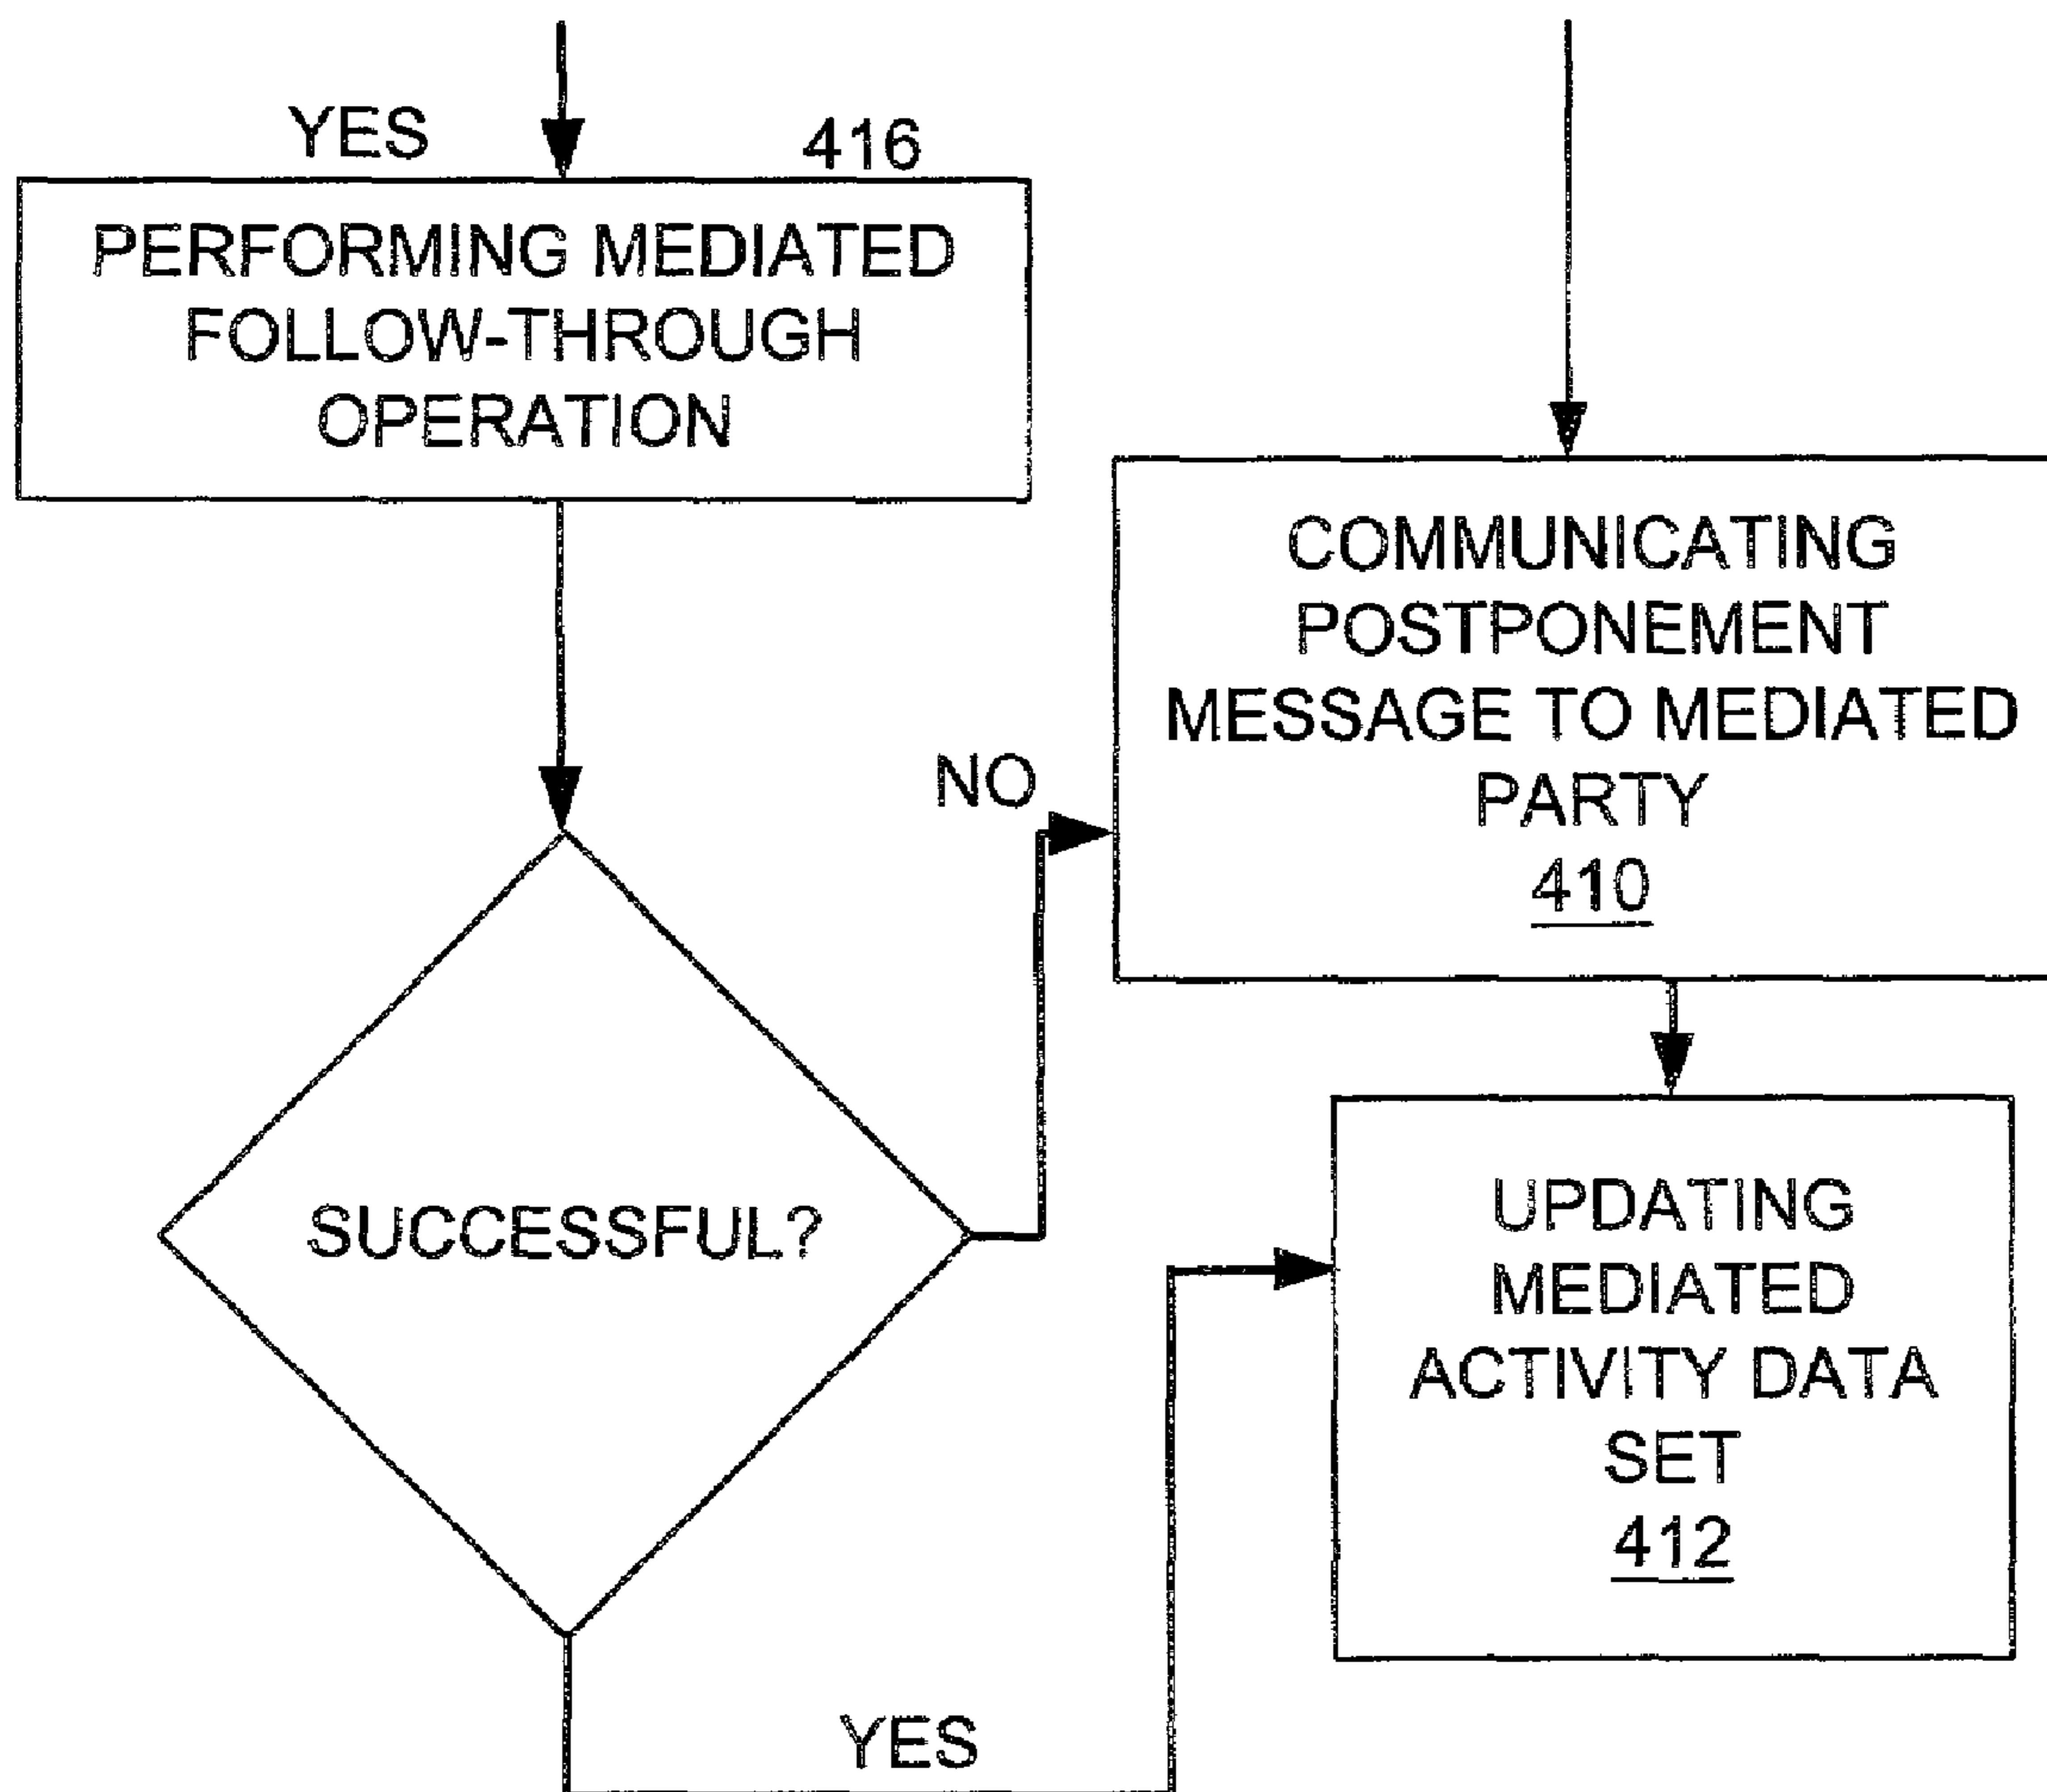 YES
416
PERFORMING MEDIATED
FOLLOW-THROUGH
OPERATION
COMMUNICATING
POSTPONEMENT
MESSAGE TO MEDIATED
PARTY
410
NO
SUCCESSFUL?
UPDATING
MEDIATED
ACTIVITY DATA
SET
412
YES